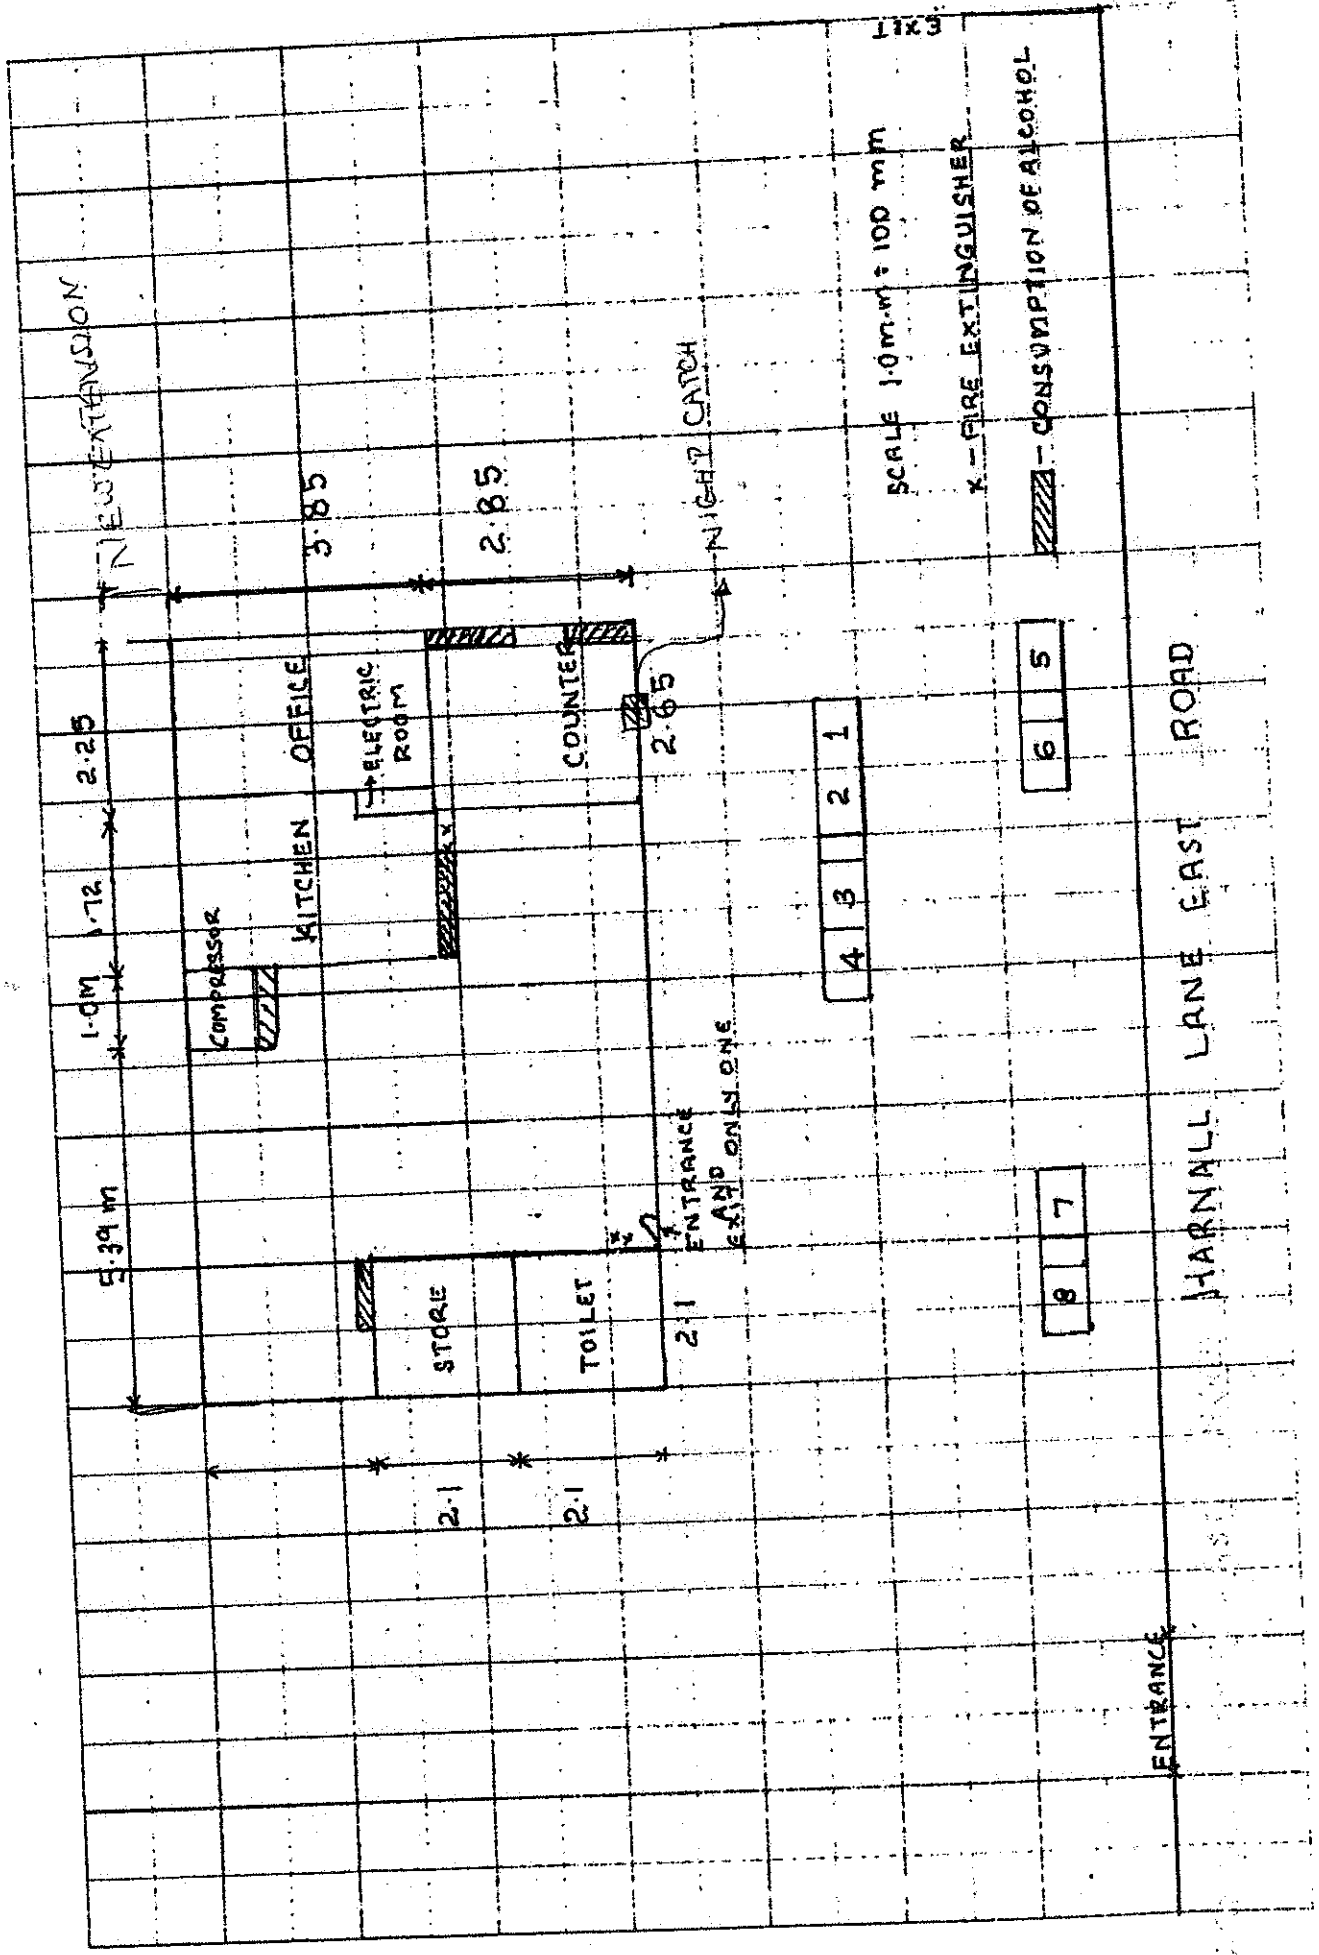 NEW EXTENSION
5.39 m
1.0M
1.72
2.25
COMPRESSOR
KITCHIEN
OFFICE
ELECTRIC
ROOM
3.85
2.85
STORE
TOILET
COUNTER
2.1
2.1
2.1
ENTRANCE
AND
EXIT ONLY ONE
2.65
NIGHT CATCH
4 3 2 1
8 7
6 5
SCALE 1.0m.m = 100 mm
X - FIRE EXTINGUISHER
- CONSUMPTION OF ALCOHOL
EXIT
ENTRANCE
HARNALL LANE EAST ROAD